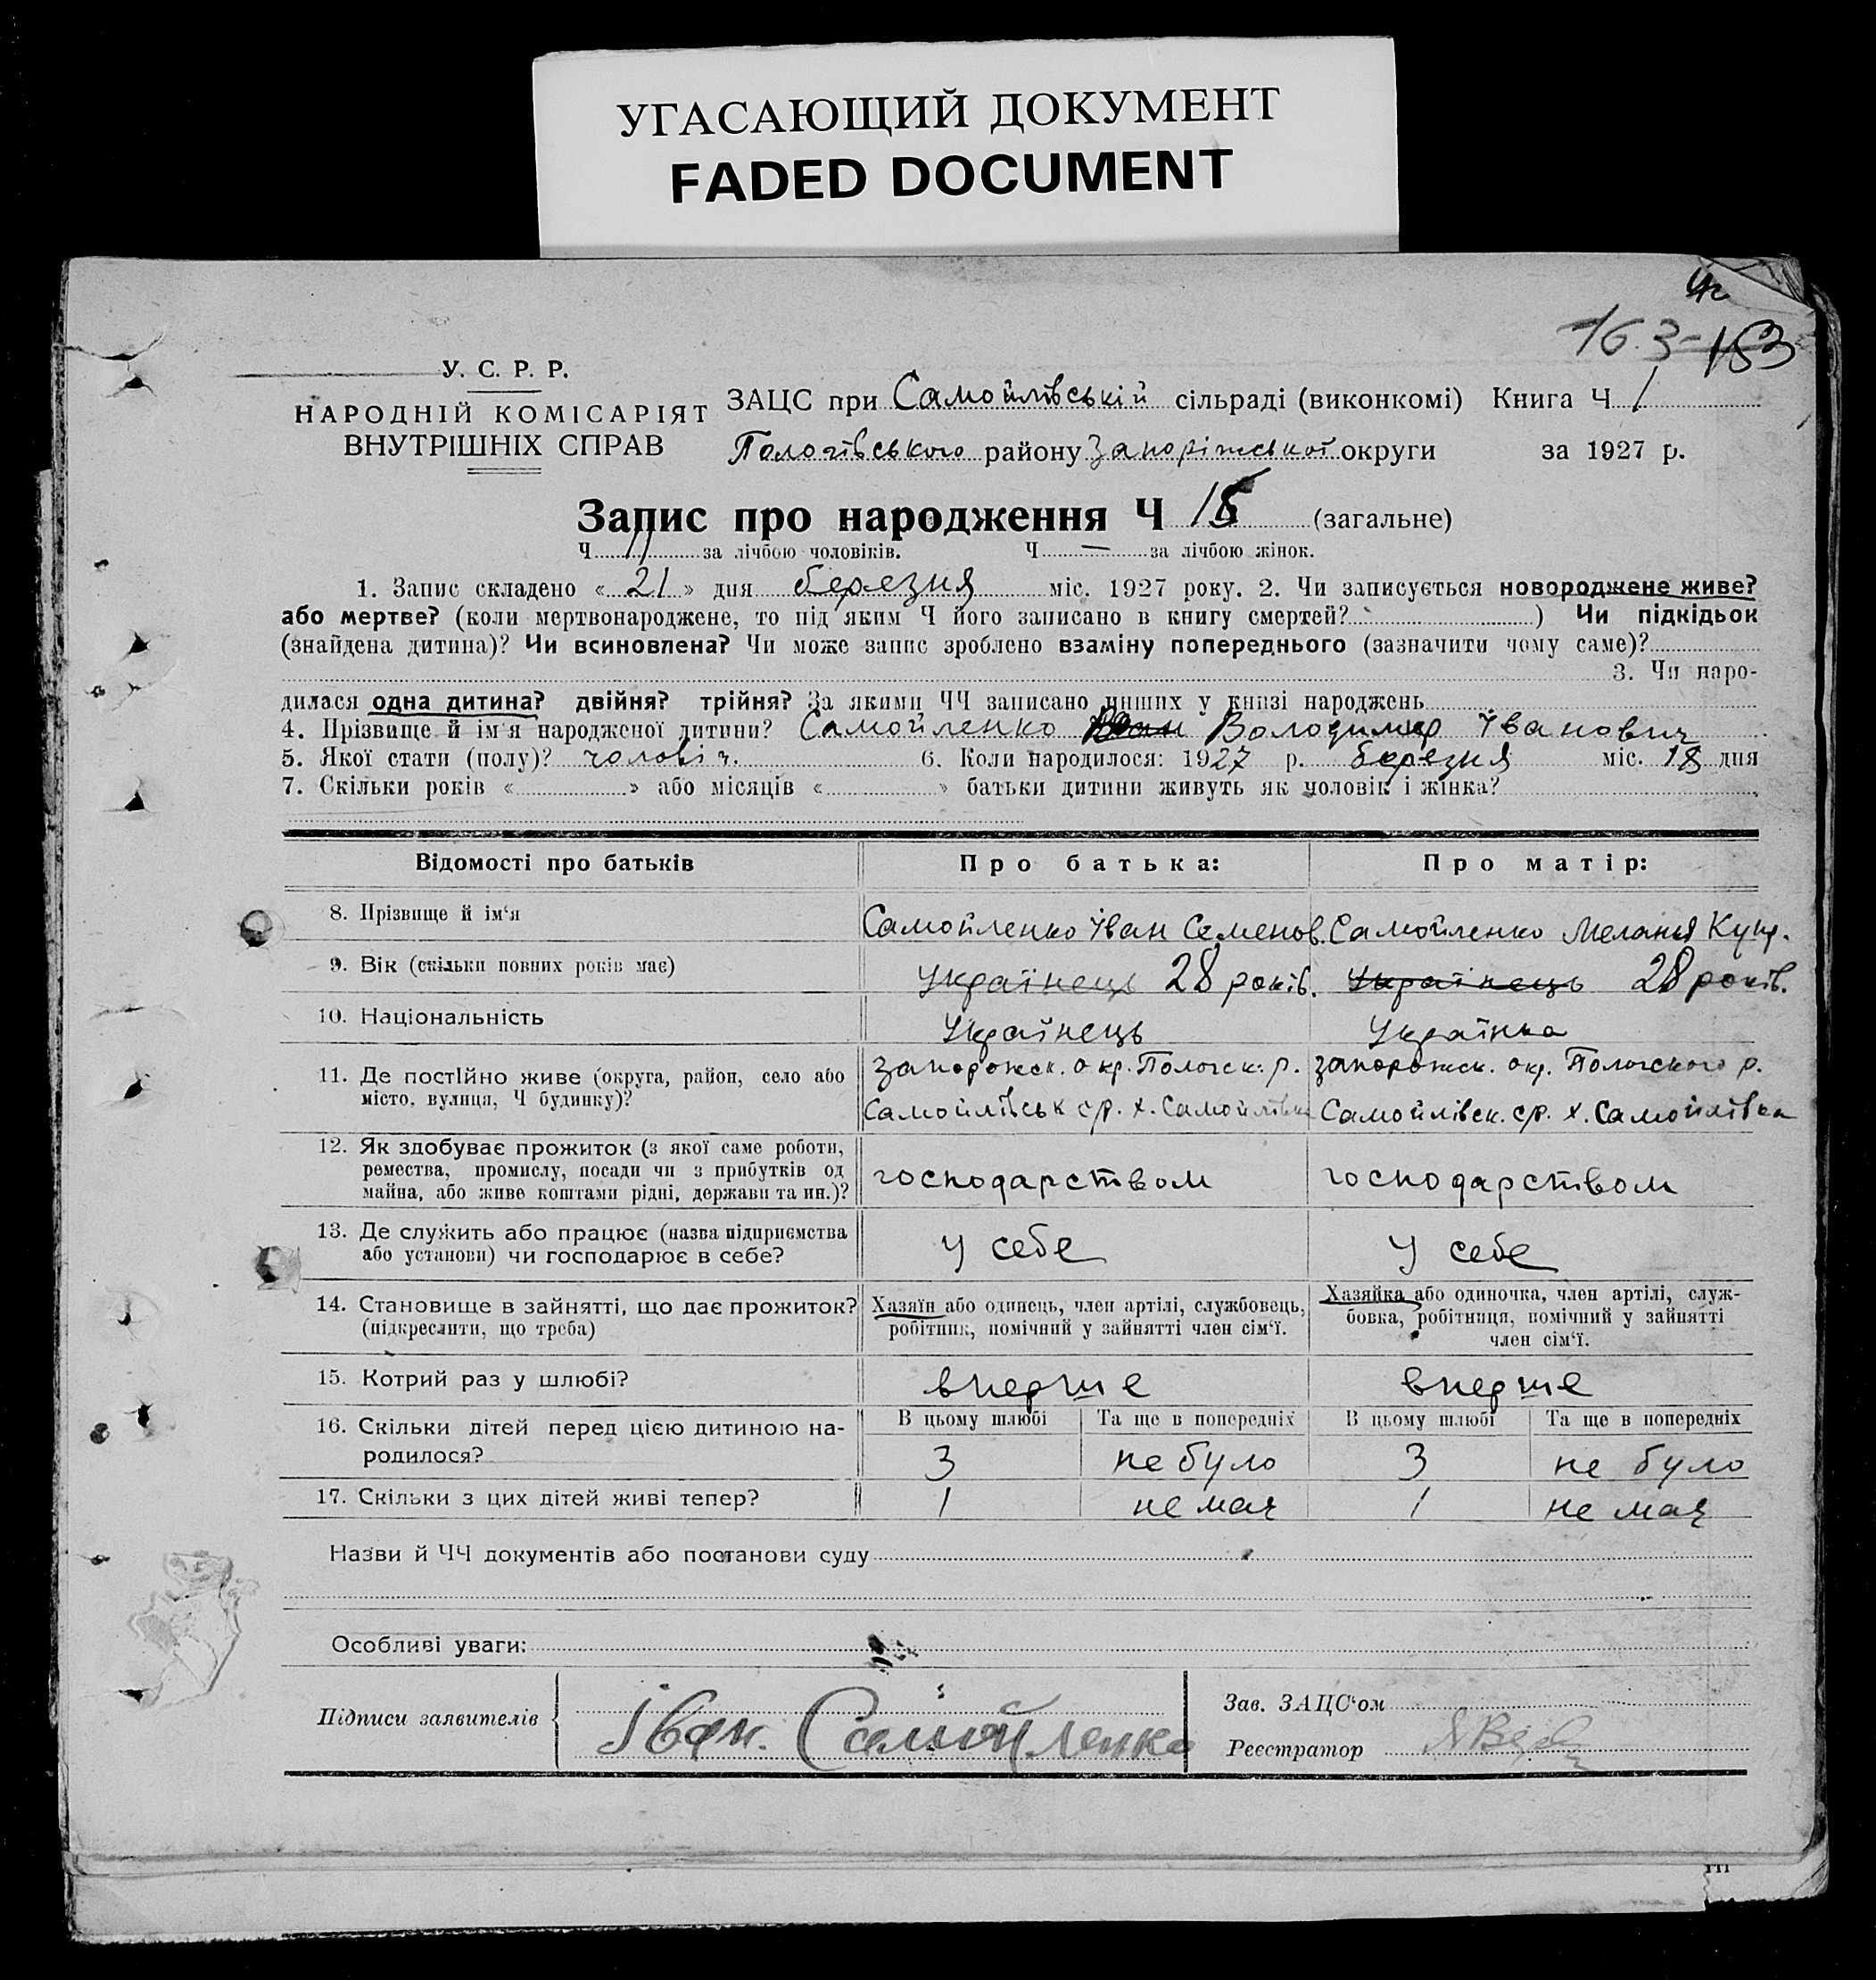 УГАСАЮЩИЙ ДОКУМЕНТ
FADED DOCUMENT
163 153
У. С. Р. Р.
НАРОДНІЙ КОМІСАРІЯТ
ВНУТРІШНІХ СПРАВ
ЗАЦС при Самойлівській сільраді (виконкомі) Книга Ч 1
Пологівського району Запоріжської округи за 1927 р.
Запис про народження Ч 15 (загальне)
Ч 11 за лічбою чоловіків. Ч — за лічбою жінок.
1. Запис складено « 21 » дня березня міс. 1927 року. 2. Чи записується новороджене живе?
або мертве? (коли мертвонароджене, то під яким Ч його записано в книгу смертей? ) Чи підкідьок
(знайдена дитина)? Чи всиновлена? Чи може запис зроблено взаміну попереднього (зазначити чому саме)?
3. Чи наро-
дилася одна дитина? двійня? трійня? За якими ЧЧ записано инших у книзі народжень
4. Прізвище й ім'я народженої дитини? Самойленко Володимир Іванович
5. Якої стати (полу)? чоловіч. 6. Коли народилося: 1927 р. березня міс. 18 дня
7. Скільки років « » або місяців « » батьки дитини живуть як чоловік і жінка?
Відомості про батьків Про батька: Про матір:
8. Прізвище й ім'я Самойленко Іван Семенов. Самойленко Меланья Купр.
9. Вік (скільки повних років має) Українець 28 років. Українець 28 років.
10. Національність Українець Українка
11. Де постійно живе (округа, район, село або місто, вулиця, Ч будинку)?
Запорожск. окр. Пологск. р. Запорожск. окр. Пологского р.
Самойлівськ с/р. х. Самойлівка Самойлівск. с/р. х. Самойлівка
12. Як здобуває прожиток (з якої саме роботи,
ремества, промислу, посади чи з прибутків од
майна, або живе коштами рідні, держави та ин.)?
господарством господарством
13. Де служить або працює (назва підприємства
або установи) чи господарює в себе?
У себе У себе
14. Становище в зайнятті, що дає прожиток?
(підкреслити, що треба)
Хазяїн або одинець, член артілі, службовець,
робітник, помічний у зайнятті член сім'ї.
Хазяйка або одиночка, член артілі, служ-
бовка, робітниця, помічний у зайнятті
член сім'ї.
15. Котрий раз у шлюбі? вперше вперше
16. Скільки дітей перед цією дитиною на-
родилося?
В цьому шлюбі Та ще в попередніх В цьому шлюбі Та ще в попередніх
3 не було 3 не було
17. Скільки з цих дітей живі тепер? 1 не має 1 не має
Назви й ЧЧ документів або постанови суду
Особливі уваги:
Підписи заявителів Іван. Самойленко
Зав. ЗАЦС'ом
Реєстратор